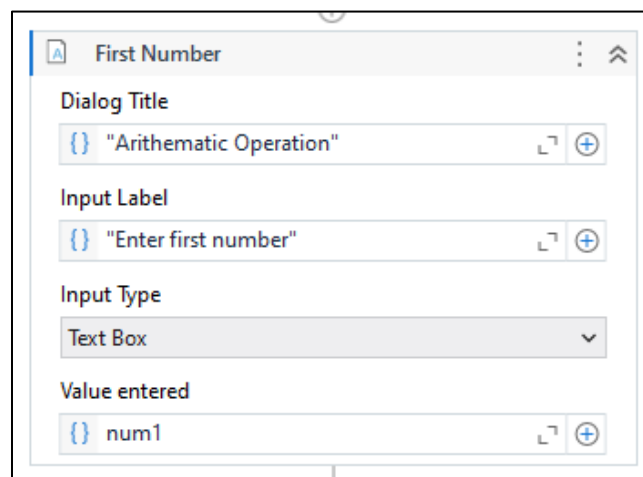 First Number
Dialog Title
{} "Arithematic Operation"
Input Label
{} "Enter first number"
Input Type
Text Box
Value entered
{} num1